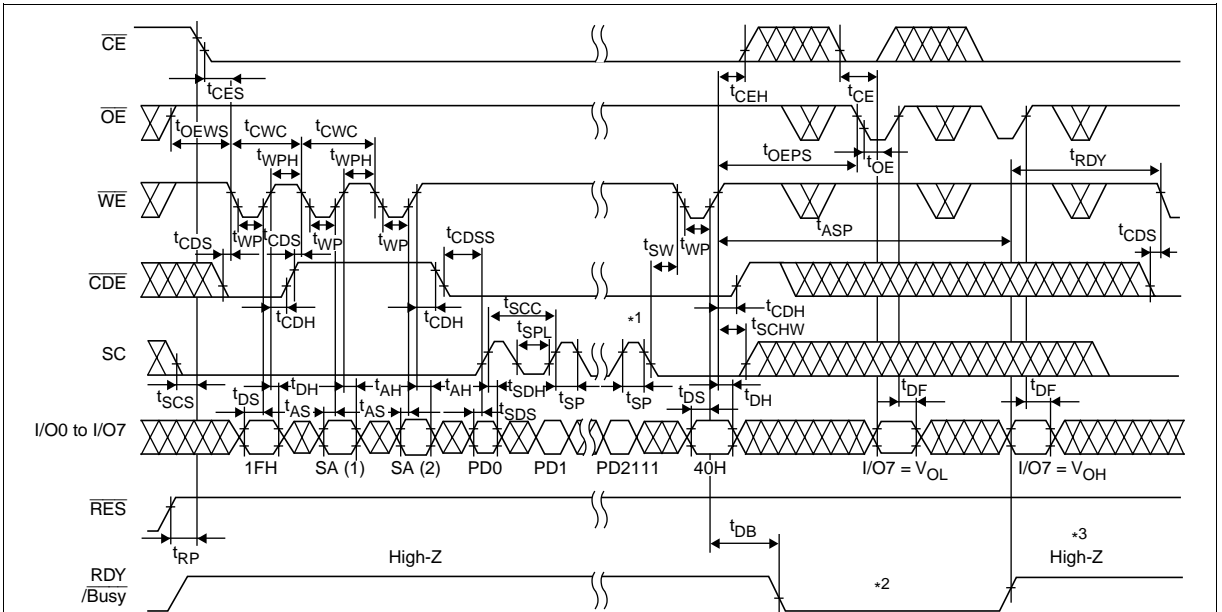 CE
tCES
tCEH
tCE
OE
tOEWS
tCWC
tCWC
tWPH
tWPH
tOEPS
tOE
tRDY
WE
tCDS
tWP
tCDS
tWP
tWP
tCDSS
tSW
tWP
tASP
tCDS
CDE
tCDH
tCDH
tSCC
*1
tCDH
tSPL
tSCHW
SC
tSCS
tDS
tDH
tAS
tAH
tAS
tAH
tSDH
tSDS
tSP
tSP
tDS
tDH
tDF
tDF
I/O0 to I/O7
1FH
SA (1)
SA (2)
PD0
PD1
PD2111
40H
I/O7 = VOL
I/O7 = VOH
RES
tRP
High-Z
tDB
*3
High-Z
RDY
/Busy
*2